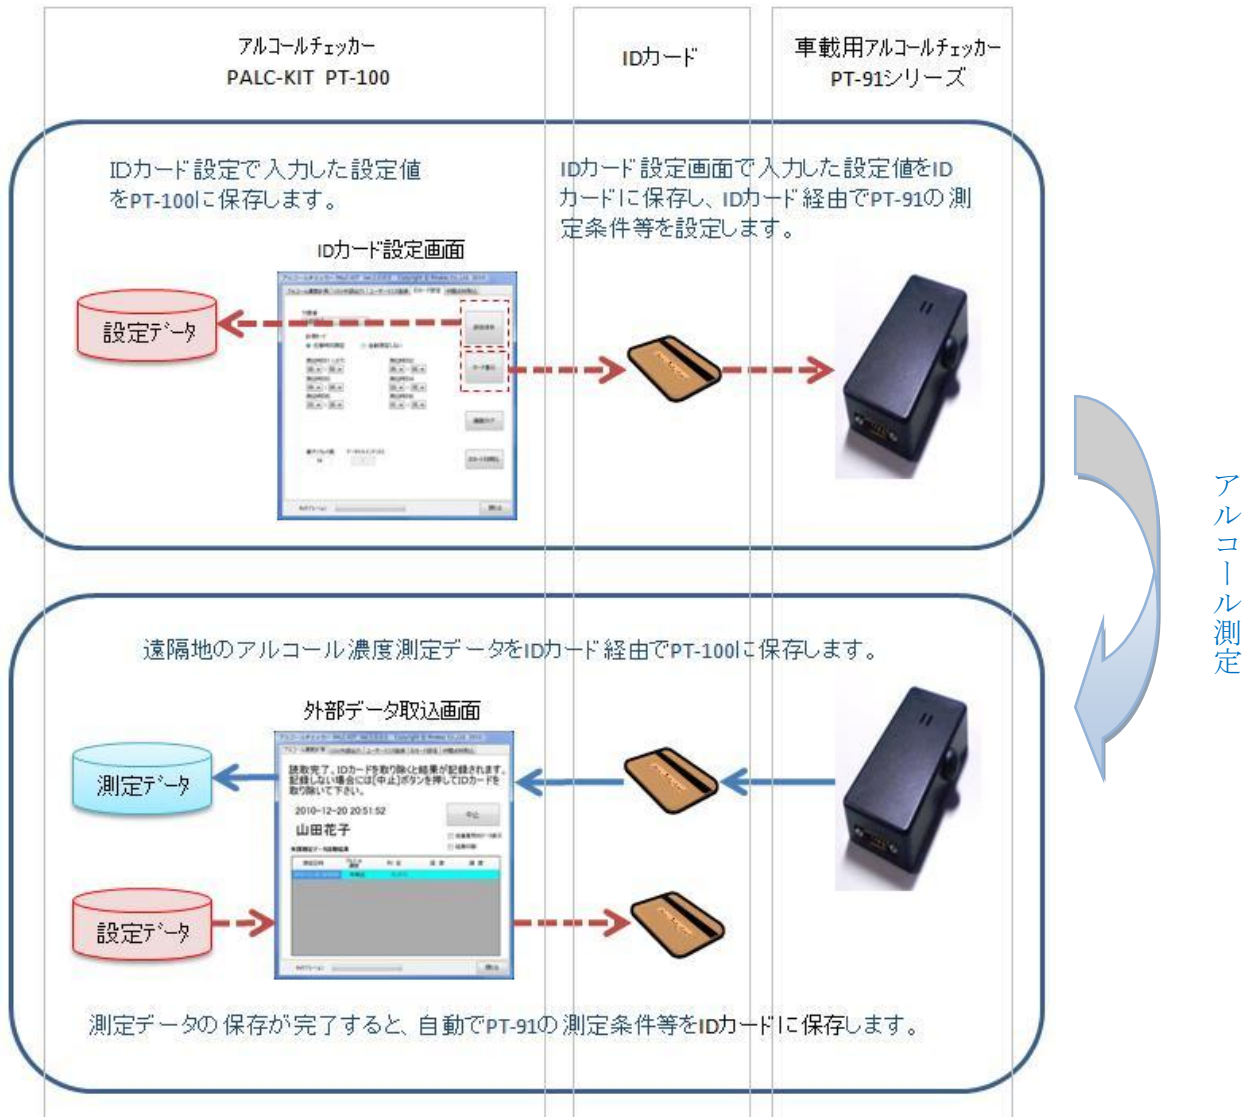 アルコールチェッカー
PALC-KIT PT-100
IDカード
車載用アルコールチェッカー
PT-91シリーズ
IDカード設定で入力した設定値
をPT-100に保存します。
IDカード設定画面で入力した設定値をID
カードに保存し、IDカード経由でPT-91の測
定条件等を設定します。
IDカード設定画面
設定データ
アルコール測定
遠隔地のアルコール濃度測定データをIDカード経由でPT-100に保存します。
外部データ取込画面
読取完了。IDカードを取り除くと結果が記録されます。
記録しない場合には[中止]ボタンを押してIDカードを
取り除いて下さい。
2010-12-20 20:51:52
中止
山田花子
測定データ
設定データ
測定データの保存が完了すると、自動でPT-91の測定条件等をIDカードに保存します。